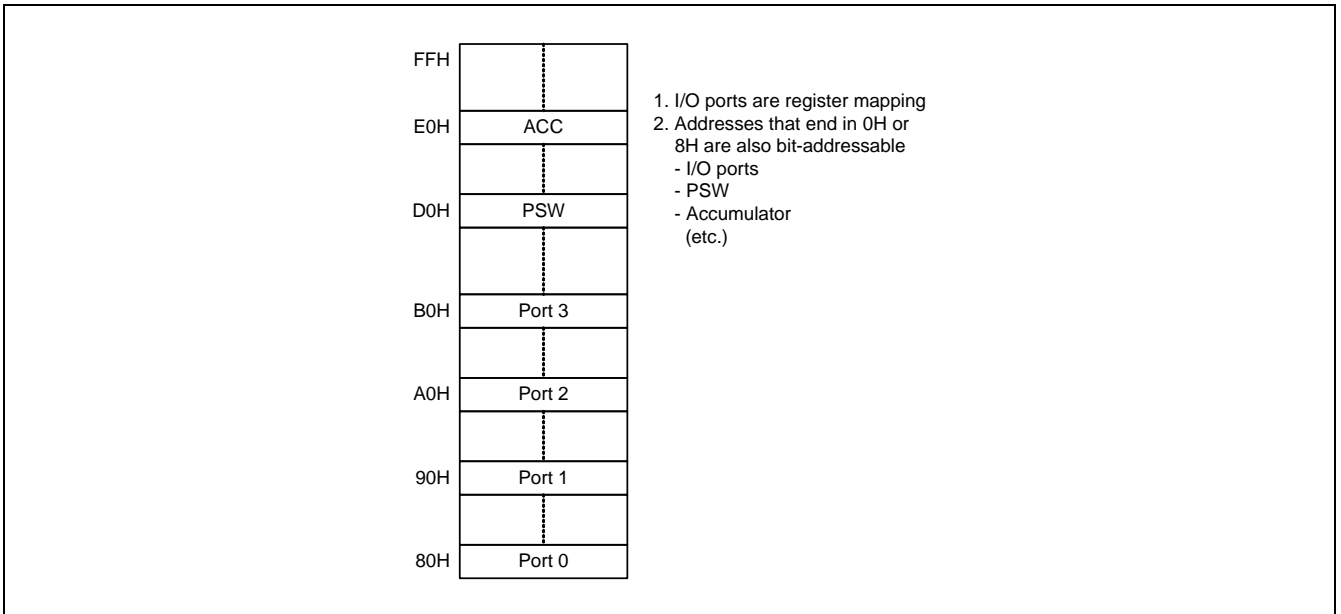 FFH
1. I/O ports are register mapping
E0H ACC
2. Addresses that end in 0H or
8H are also bit-addressable
- I/O ports
- PSW
D0H PSW
- Accumulator
(etc.)
B0H Port 3
A0H Port 2
90H Port 1
80H Port 0